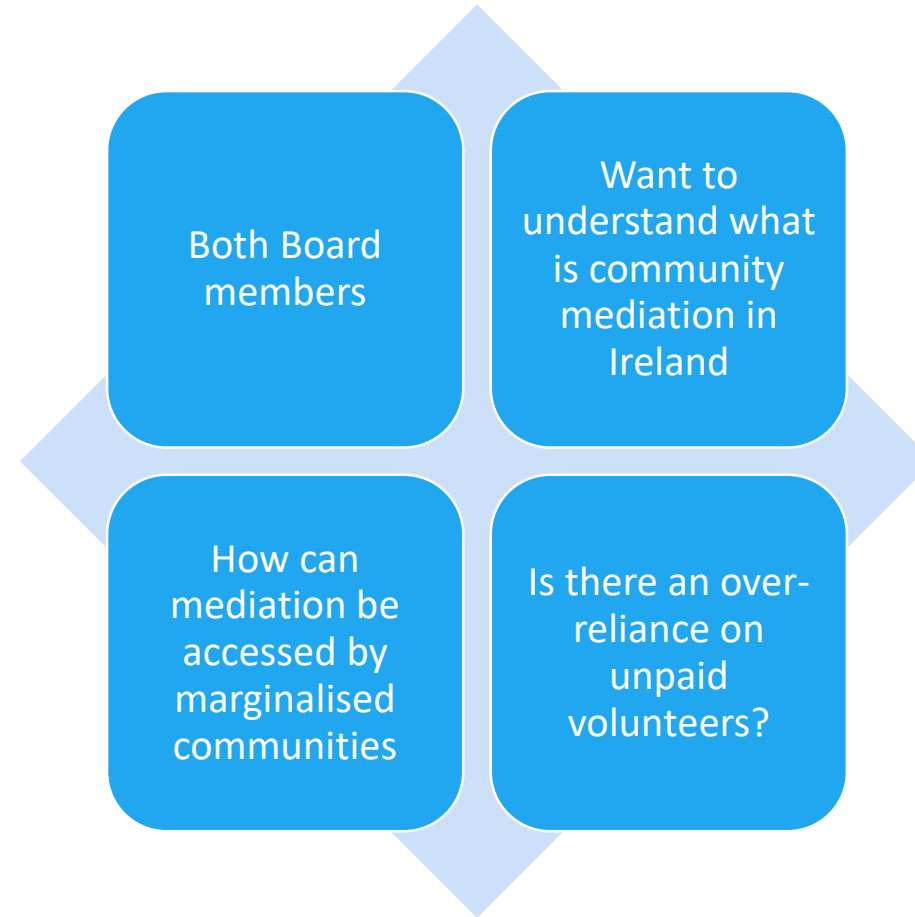 Both Board
members
Want to
understand what
is community
mediation in
Ireland
How can
mediation be
accessed by
marginalised
communities
Is there an over-
reliance on
unpaid
volunteers?